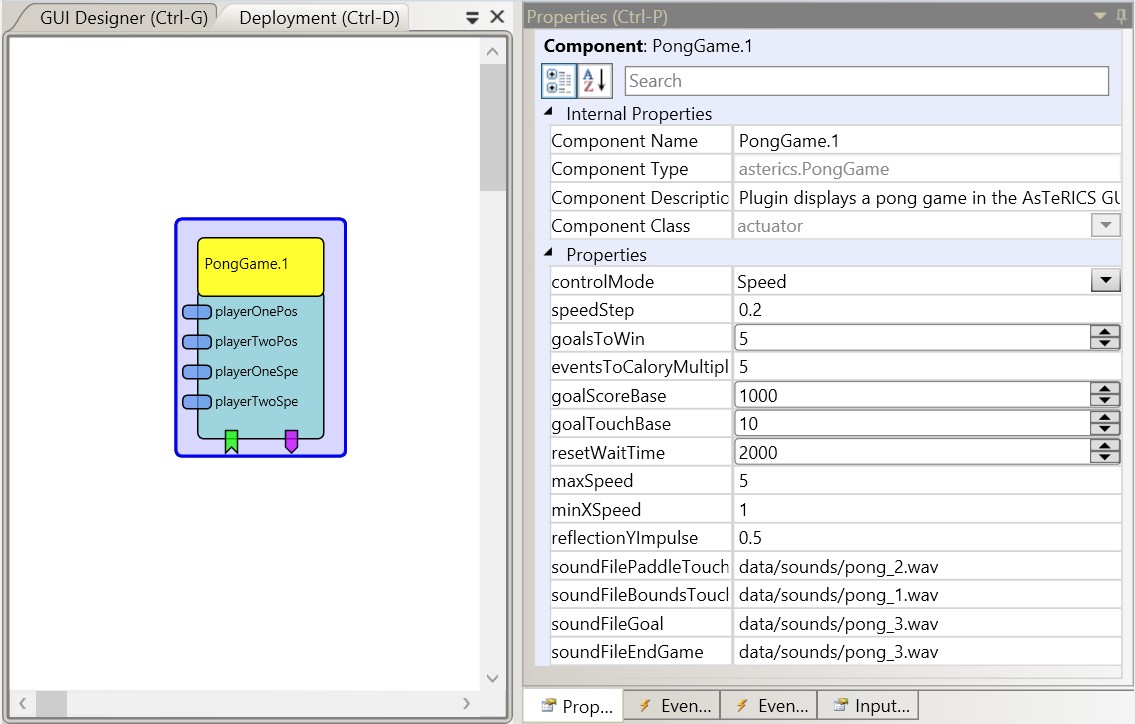 GUI Designer (Ctrl-G) Deployment (Ctrl-D)
PongGame.1
playerOnePos
playerTwoPos
playerOneSpe
playerTwoSpe
Properties (Ctrl-P)
Component: PongGame.1
A Z Search
Internal Properties
Component Name PongGame.1
Component Type asterics.PongGame
Component Descriptio Plugin displays a pong game in the AsTeRICS GU
Component Class actuator
Properties
controlMode Speed
speedStep 0.2
goalsToWin 5
eventsToCaloryMultipl 5
goalScoreBase 1000
goalTouchBase 10
resetWaitTime 2000
maxSpeed 5
minXSpeed 1
reflectionYImpulse 0.5
soundFilePaddleTouch data/sounds/pong_2.wav
soundFileBoundsTouch data/sounds/pong_1.wav
soundFileGoal data/sounds/pong_3.wav
soundFileEndGame data/sounds/pong_3.wav
Prop... Even... Even... Input...